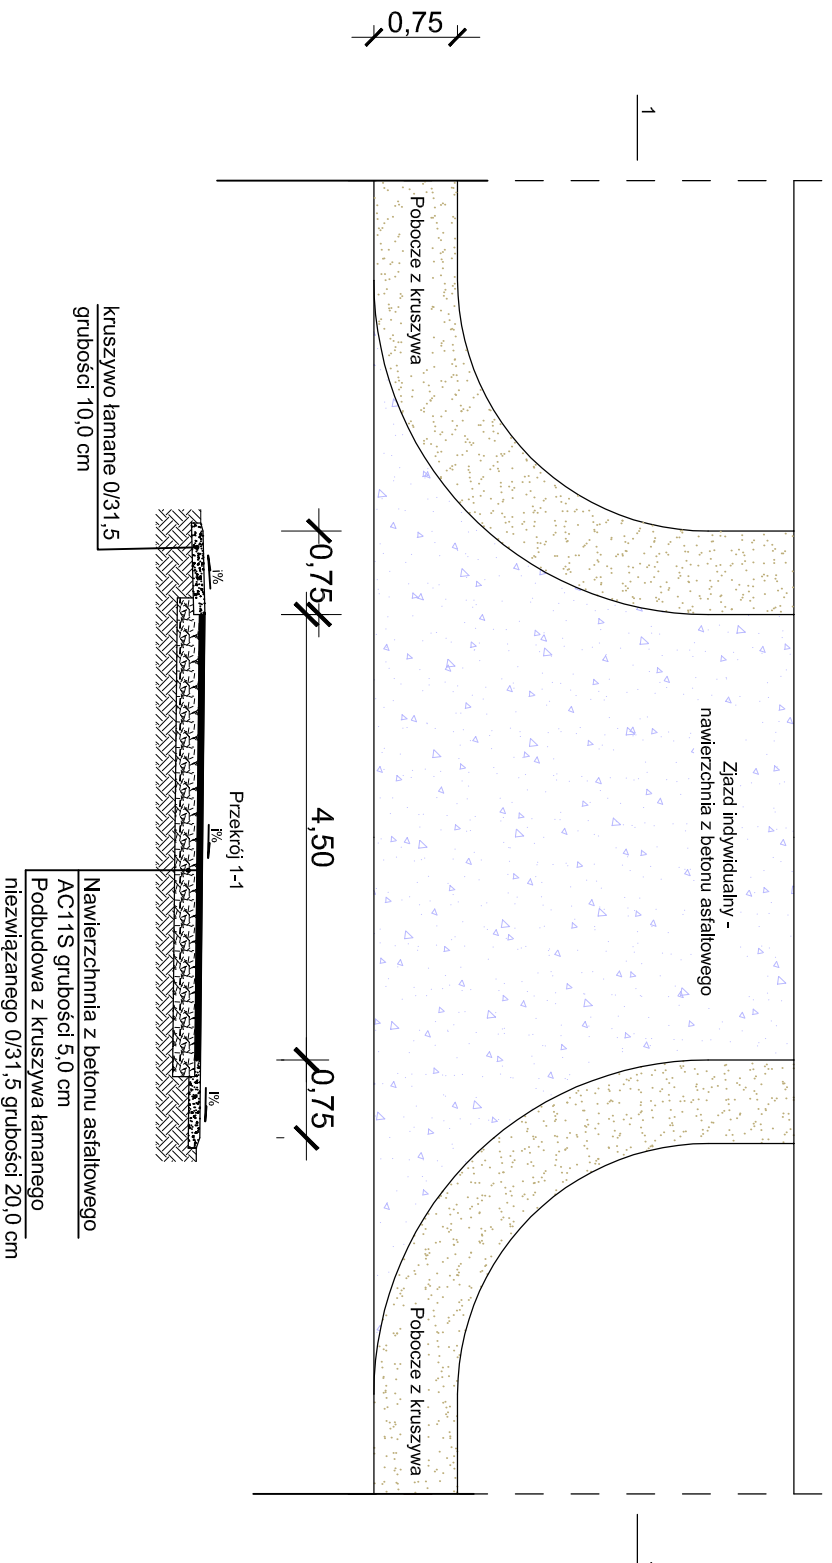 0,75
1
Pobocze z kruszywa
Zjazd indywidualny -
nawierzchnia z betonu asfaltowego
Pobocze z kruszywa
0,75
4,50
0,75
Przekrój 1-1
i%
i%
i%
kruszywo łamane 0/31,5
grubości 10,0 cm
Nawierzchnnia z betonu asfaltowego
AC11S grubości 5,0 cm
Podbudowa z kruszywa łamanego
niezwiązanego 0/31,5 grubości 20,0 cm